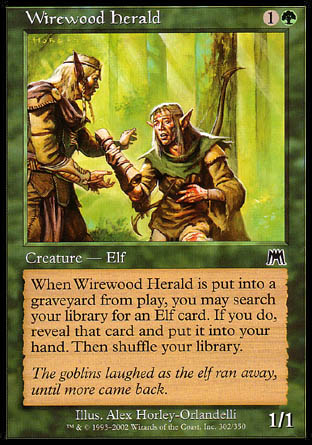 Wirewood Herald 1
HORLEY
Creature — Elf
When Wirewood Herald is put into a
graveyard from play, you may search
your library for an Elf card. If you do,
reveal that card and put it into your
hand. Then shuffle your library.
The goblins laughed as the elf ran away,
until more came back.
Illus. Alex Horley-Orlandelli
1/1
™ & © 1993-2002 Wizards of the Coast, Inc. 302/350